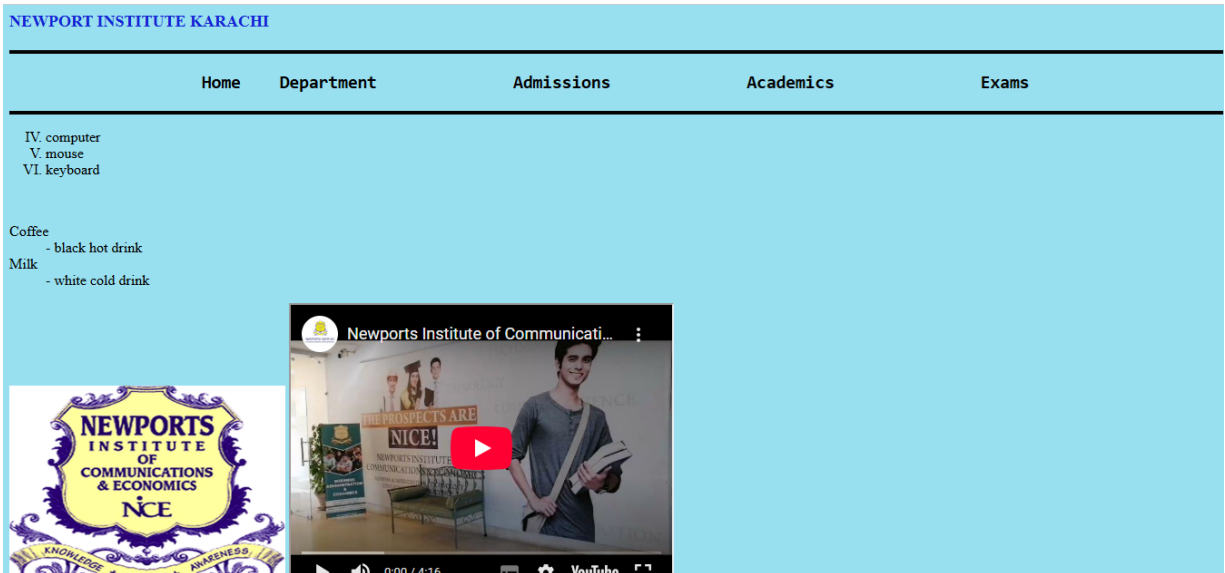 NEWPORT INSTITUTE KARACHI
Home Department Admissions Academics Exams
IV. computer
V. mouse
VI. keyboard
Coffee
- black hot drink
Milk
- white cold drink
Newports Institute of Communicati...
THE PROSPECTS ARE
NICE!
NEWPORTS INSTITUTE OF
COMMUNICATIONS & ECONOMICS
NEWPORTS
INSTITUTE
OF
COMMUNICATIONS
& ECONOMICS
NICE
KNOWLEDGE AWARENESS
0:00 / 4:16
YouTube